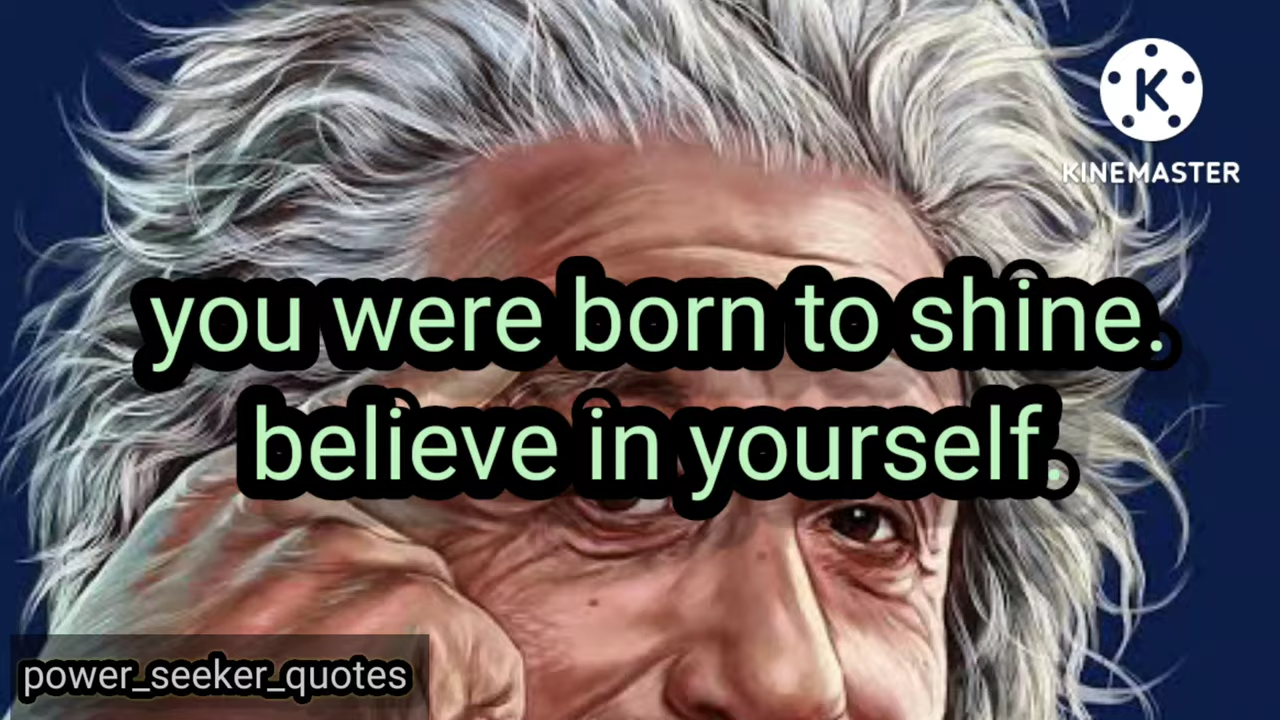 K
KINEMASTER
you were born to shine.
believe in yourself.
power_seeker_quotes